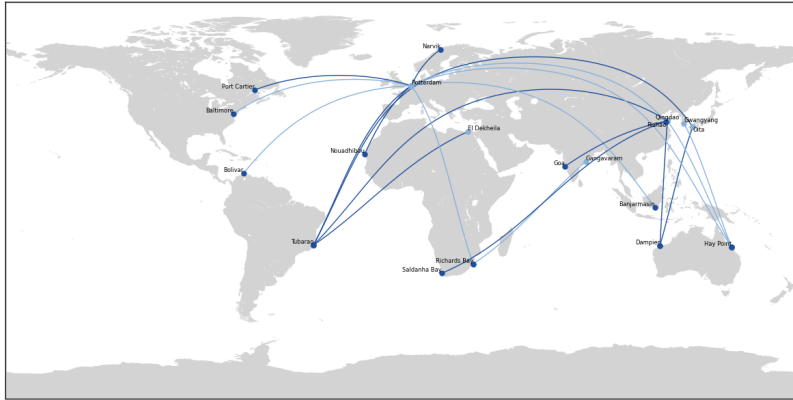 Narvik
Port Cartier
Rotterdam
Baltimore
Qingdao
Gwangyang
Rizhao
Oita
El Dekheila
Nouadhibou
Goa
Gangavaram
Bolivar
Banjarmasin
Tubarao
Dampier
Hay Point
Richards Bay
Saldanha Bay